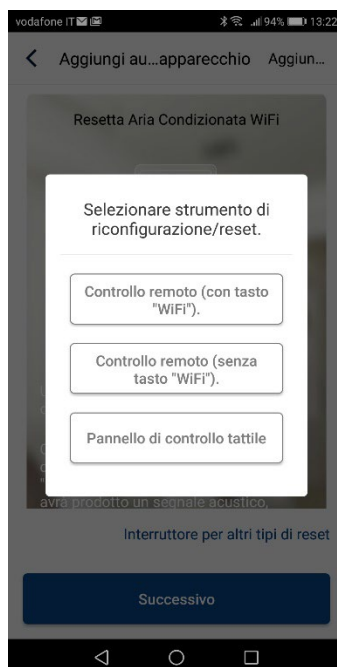 vodafone IT 94% 13:22
Aggiungi au...apparecchio Aggiun...
Resetta Aria Condizionata WiFi
Selezionare strumento di
riconfigurazione/reset.
Controllo remoto (con tasto
"WiFi").
Controllo remoto (senza
tasto "WiFi").
Pannello di controllo tattile
avrà prodotto un segnale acustico,
Interruttore per altri tipi di reset
Successivo